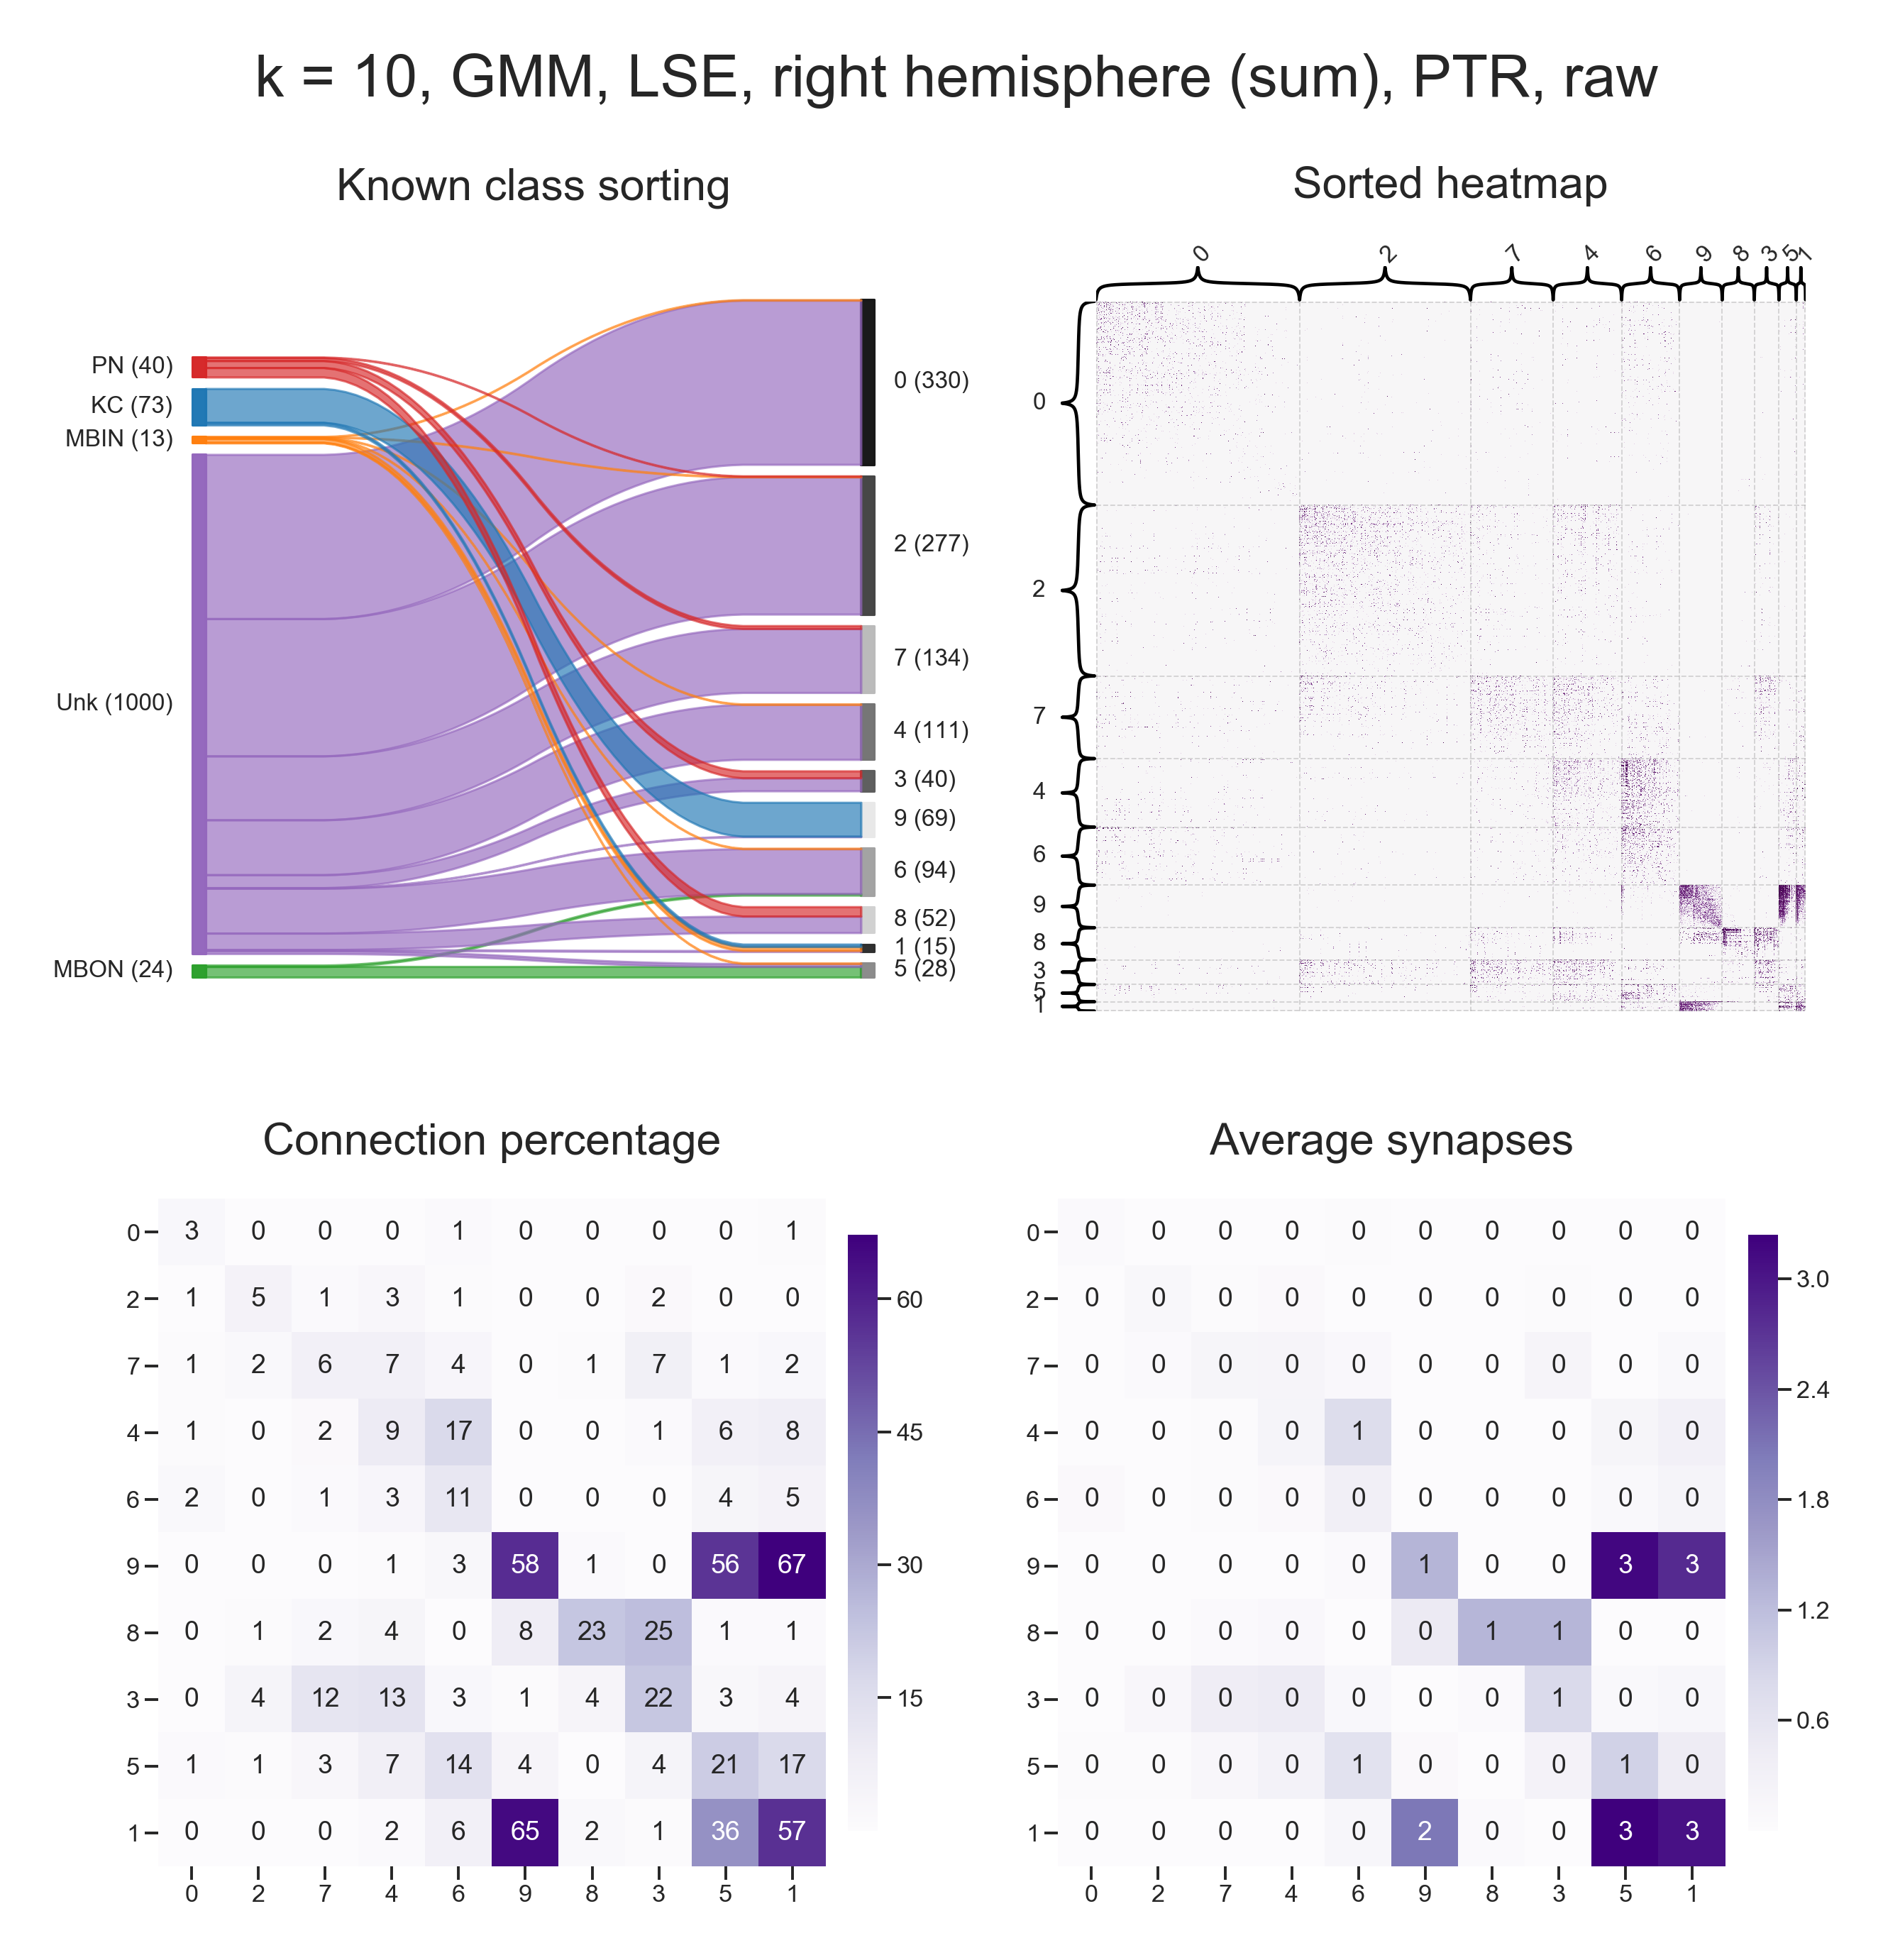 k = 10, GMM, LSE, right hemisphere (sum), PTR, raw
Known class sorting
PN (40)
KC (73)
MBIN (13)
Unk (1000)
MBON (24)
0 (330)
2 (277)
7 (134)
4 (111)
3 (40)
9 (69)
6 (94)
8 (52)
1 (15)
5 (28)
Sorted heatmap
0 2 7 4 6 9 8 3 5 1
0
2
7
4
6
9
8
3
5
1
Connection percentage
0 3 0 0 0 1 0 0 0 0 1
2 1 5 1 3 1 0 0 2 0 0
7 1 2 6 7 4 0 1 7 1 2
4 1 0 2 9 17 0 0 1 6 8
6 2 0 1 3 11 0 0 0 4 5
9 0 0 0 1 3 58 1 0 56 67
8 0 1 2 4 0 8 23 25 1 1
3 0 4 12 13 3 1 4 22 3 4
5 1 1 3 7 14 4 0 4 21 17
1 0 0 0 2 6 65 2 1 36 57
0 2 7 4 6 9 8 3 5 1
60
45
30
15
Average synapses
0 0 0 0 0 0 0 0 0 0 0
2 0 0 0 0 0 0 0 0 0 0
7 0 0 0 0 0 0 0 0 0 0
4 0 0 0 0 1 0 0 0 0 0
6 0 0 0 0 0 0 0 0 0 0
9 0 0 0 0 0 1 0 0 3 3
8 0 0 0 0 0 0 1 1 0 0
3 0 0 0 0 0 0 0 1 0 0
5 0 0 0 0 1 0 0 0 1 0
1 0 0 0 0 0 2 0 0 3 3
0 2 7 4 6 9 8 3 5 1
3.0
2.4
1.8
1.2
0.6